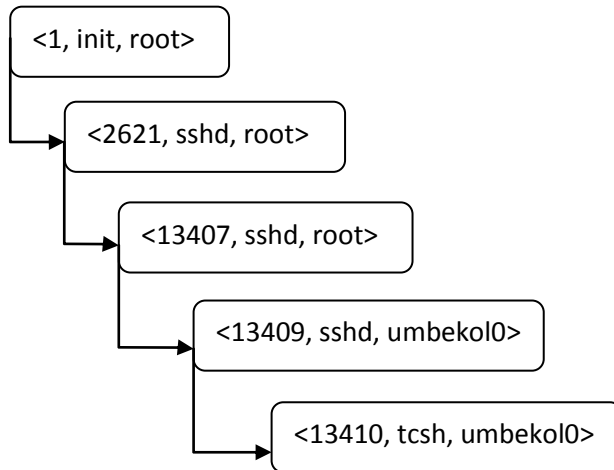 <1, init, root>
<2621, sshd, root>
<13407, sshd, root>
<13409, sshd, umbekol0>
<13410, tcsh, umbekol0>